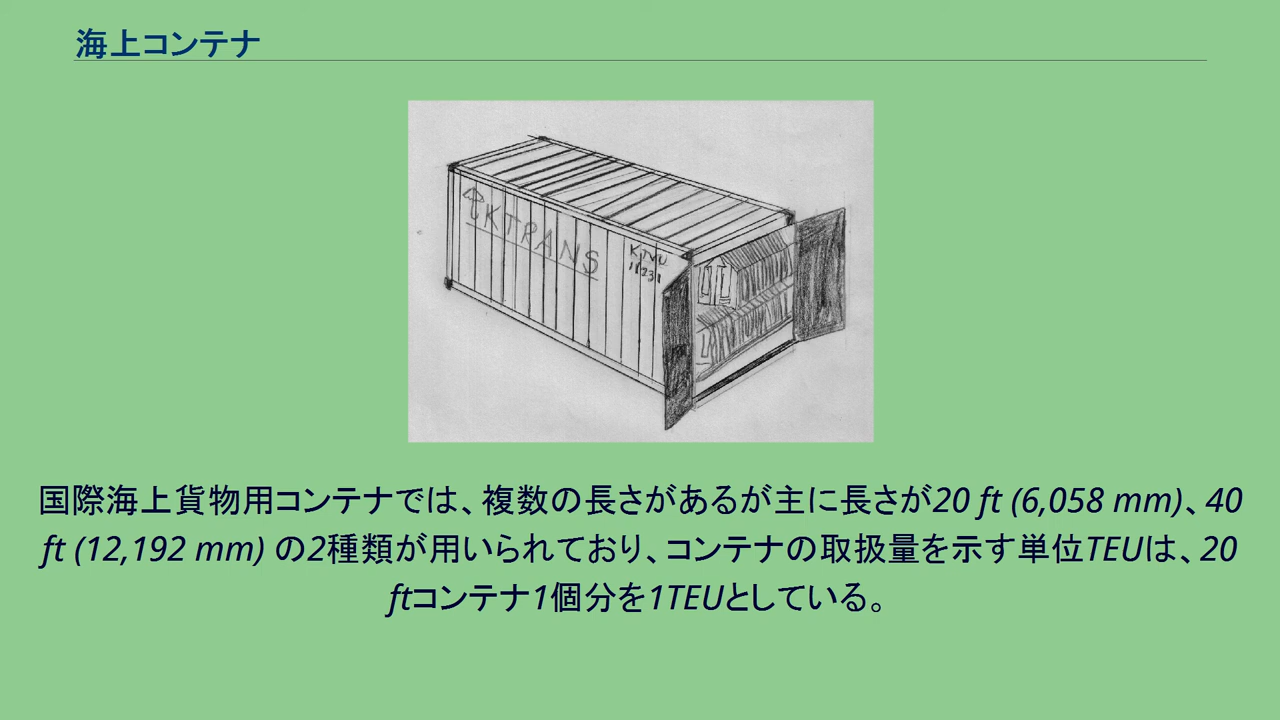 海上コンテナ
KTRANS
国際海上貨物用コンテナでは、複数の長さがあるが主に長さが20 ft (6,058 mm)、40
ft (12,192 mm) の2種類が用いられており、コンテナの取扱量を示す単位TEUは、20
ftコンテナ1個分を1TEUとしている。